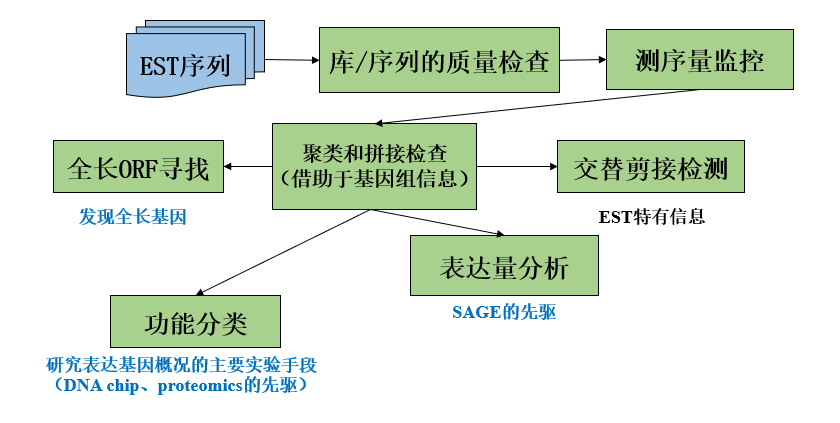 EST序列
库/序列的质量检查
测序量监控
聚类和拼接检查
（借助于基因组信息）
全长ORF寻找
发现全长基因
交替剪接检测
EST特有信息
表达量分析
SAGE的先驱
功能分类
研究表达基因概况的主要实验手段
（DNA chip、proteomics的先驱）